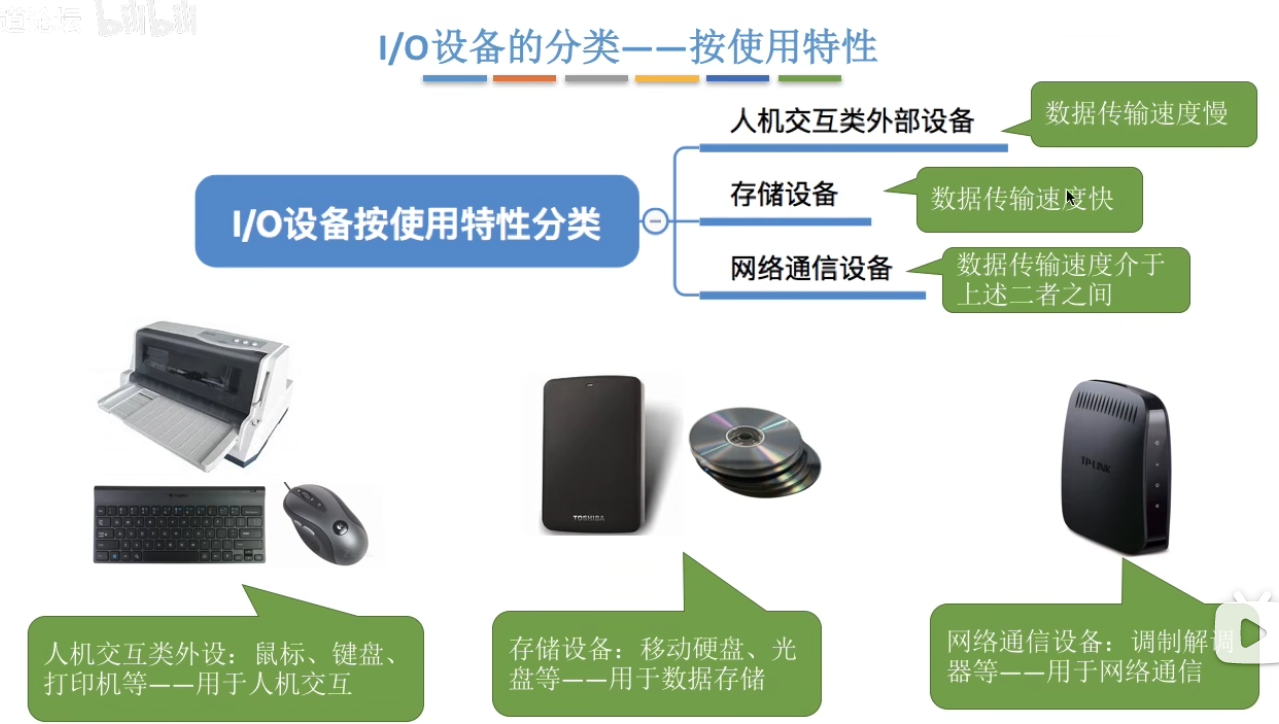 道论坛 bilibili
I/O设备的分类——按使用特性
人机交互类外部设备
数据传输速度慢
I/O设备按使用特性分类
存储设备
数据传输速度快
网络通信设备
数据传输速度介于
上述二者之间
TOSHIBA
TP-LINK
人机交互类外设：鼠标、键盘、
打印机等——用于人机交互
存储设备：移动硬盘、光
盘等——用于数据存储
网络通信设备：调制解调
器等——用于网络通信